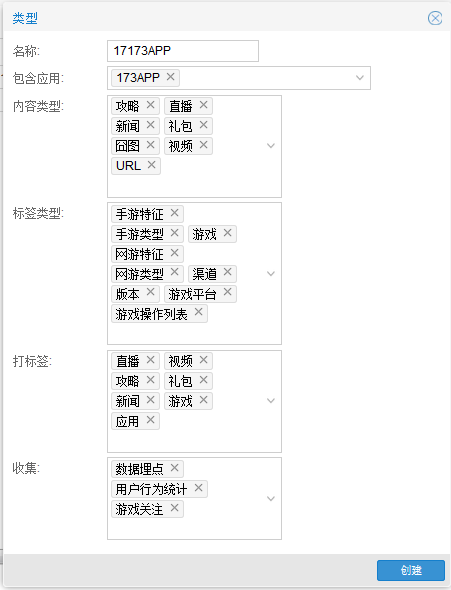 类型
名称: 17173APP
包含应用: 173APP
内容类型: 攻略 直播
新闻 礼包
囧图 视频
URL
标签类型: 手游特征
手游类型 游戏
网游特征
网游类型 渠道
版本 游戏平台
游戏操作列表
打标签: 直播 视频
攻略 礼包
新闻 游戏
应用
收集: 数据埋点
用户行为统计
游戏关注
创建